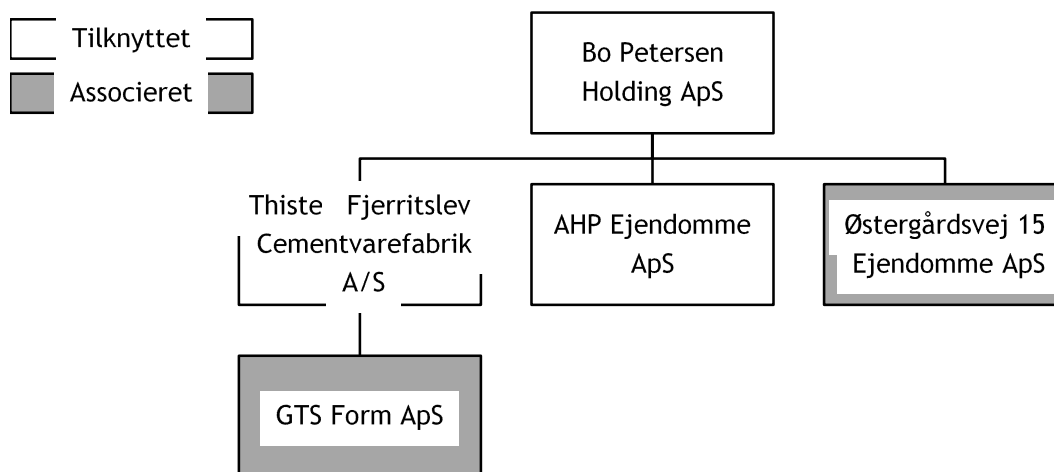 Tilknyttet
Associeret
Bo Petersen
Holding ApS
Thiste Fjerritslev
Cementvarefabrik
A/S
AHP Ejendomme
ApS
Østergårdsvej 15
Ejendomme ApS
GTS Form ApS